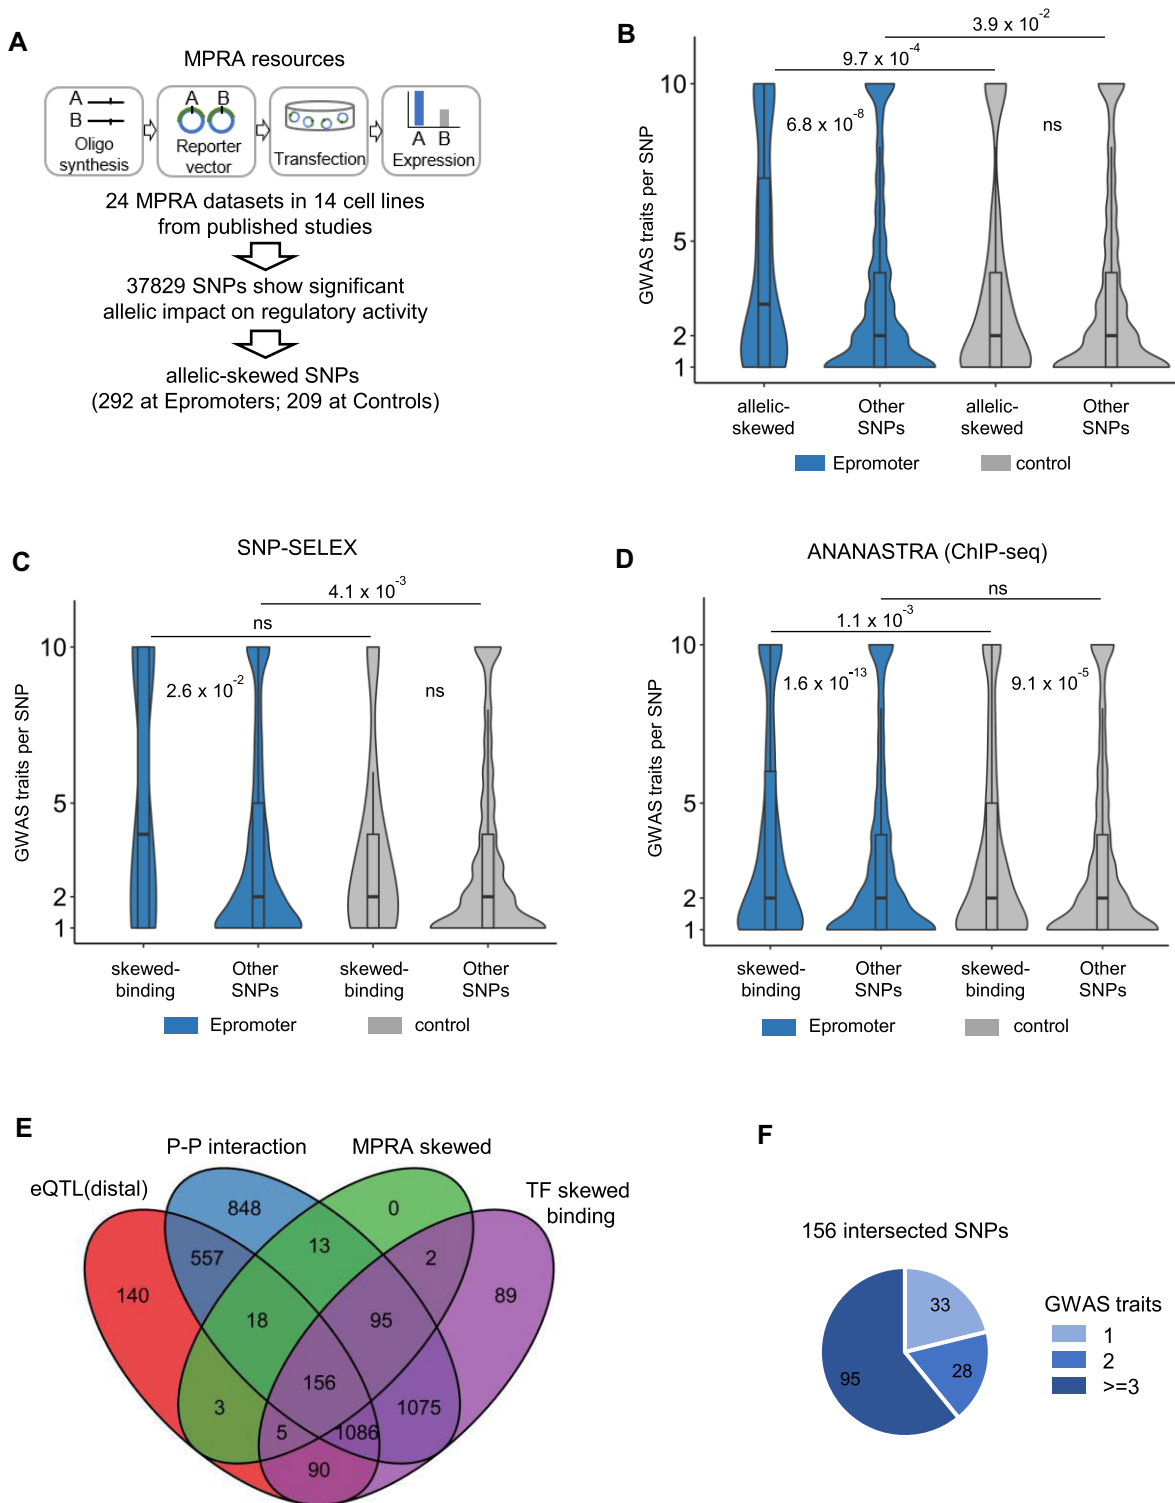 A
MPRA resources
A
B
Oligo
synthesis
A B
Reporter
vector
Transfection
A B
Expression
24 MPRA datasets in 14 cell lines
from published studies
37829 SNPs show significant
allelic impact on regulatory activity
allelic-skewed SNPs
(292 at Epromoters; 209 at Controls)
B
3.9 x 10^-2
9.7 x 10^-4
6.8 x 10^-8
ns
GWAS traits per SNP
10
5
2
1
allelic-
skewed
Other
SNPs
allelic-
skewed
Other
SNPs
Epromoter
control
C
SNP-SELEX
4.1 x 10^-3
ns
2.6 x 10^-2
ns
GWAS traits per SNP
10
5
2
1
skewed-
binding
Other
SNPs
skewed-
binding
Other
SNPs
Epromoter
control
D
ANANASTRA (ChIP-seq)
ns
1.1 x 10^-3
1.6 x 10^-13
9.1 x 10^-5
GWAS traits per SNP
10
5
2
1
skewed-
binding
Other
SNPs
skewed-
binding
Other
SNPs
Epromoter
control
E
P-P interaction
MPRA skewed
eQTL(distal)
TF skewed
binding
848
0
557
13
2
140
89
18
95
156
3
1075
5
1086
90
F
156 intersected SNPs
33
28
95
GWAS traits
1
2
>=3